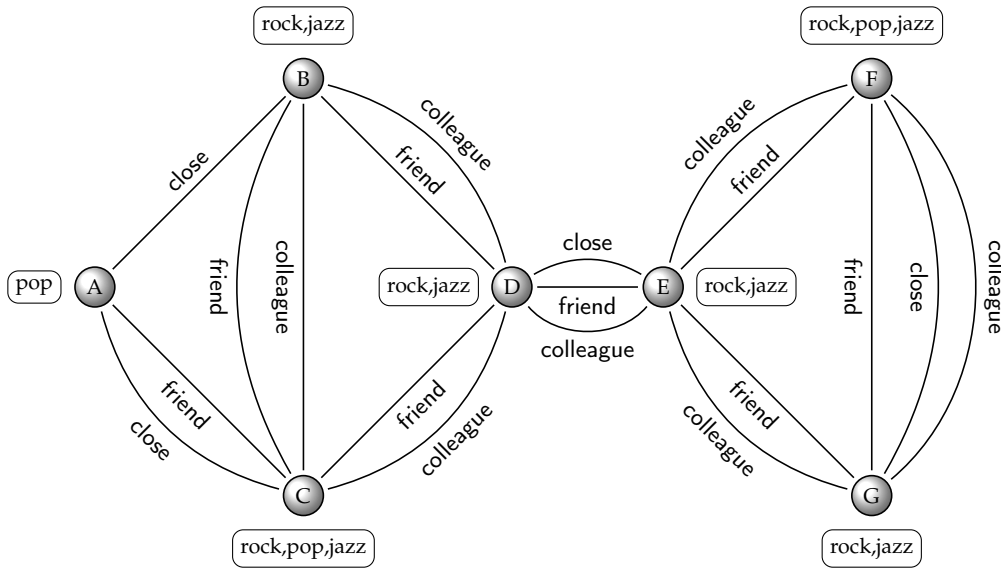 rock,jazz
rock,pop,jazz
B
F
colleague
colleague
close
friend
friend
close
pop
A
friend
colleague
rock,jazz
D
friend
E
rock,jazz
friend
close
colleague
colleague
friend
close
friend
colleague
friend
colleague
C
G
rock,pop,jazz
rock,jazz